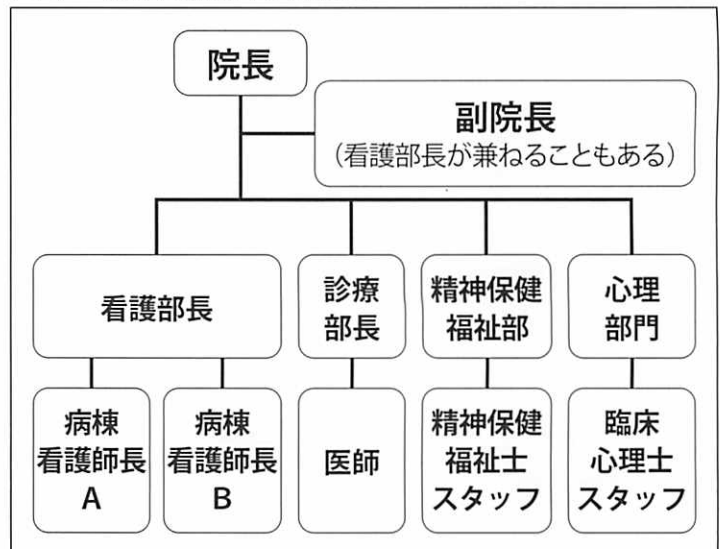 院長
副院長
（看護部長が兼ねることもある）
看護部長
診療
部長
精神保健
福祉部
心理
部門
病棟
看護師長
A
病棟
看護師長
B
医師
精神保健
福祉士
スタッフ
臨床
心理士
スタッフ